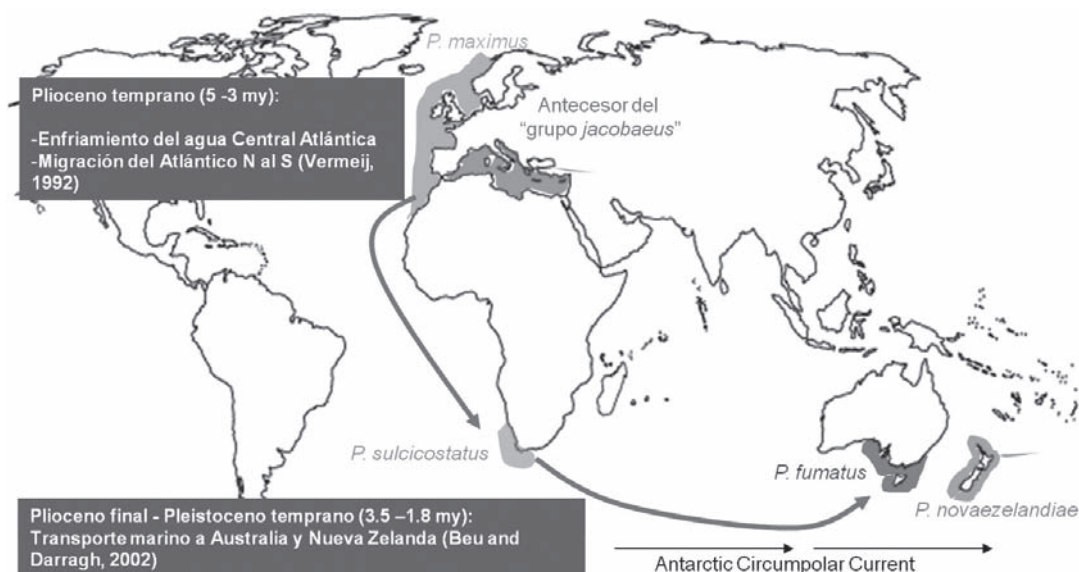 P. maximus
Plioceno temprano (5 -3 my):
-Enfriamiento del agua Central Atlántica
-Migración del Atlántico N al S (Vermeij,
1992)
Antecesor del
“grupo jacobaeus”
P. sulcicostatus
P. fumatus
P. novaezelandiae
Plioceno final - Pleistoceno temprano (3.5 –1.8 my):
Transporte marino a Australia y Nueva Zelanda (Beu and
Darragh, 2002)
Antarctic Circumpolar Current